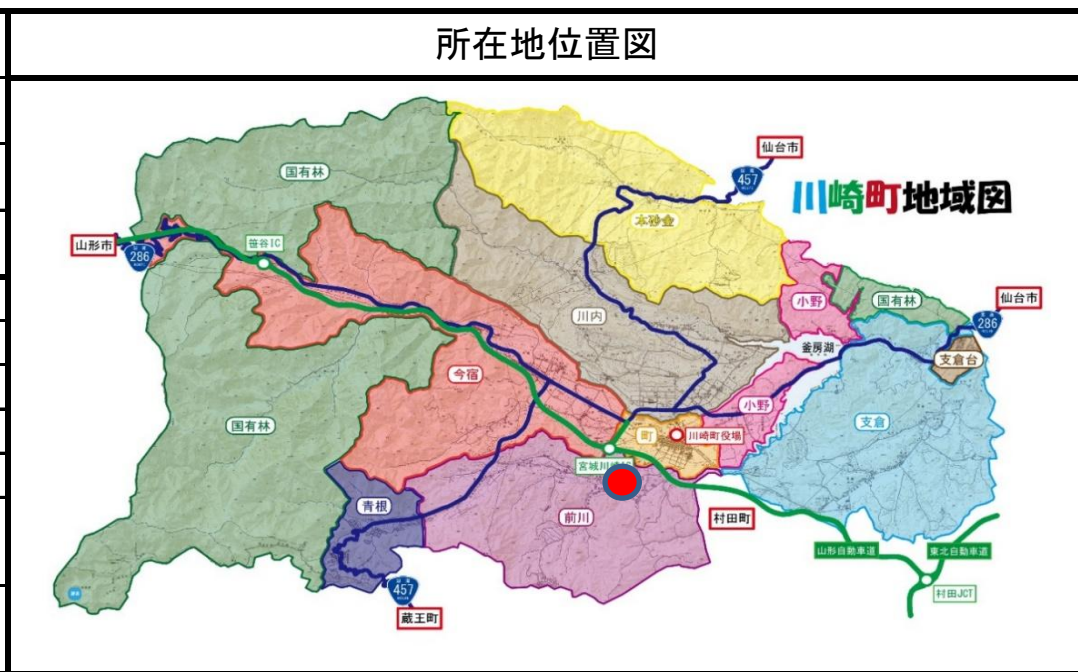 所在地位置図
川崎町地域図
仙台市
457
国有林
本砂金
山形市
286
笹谷IC
小野
国有林
仙台市
286
川内
釜房湖
支倉台
今宿
小野
国有林
町
川崎町役場
支倉
宮城川崎
青根
前川
村田町
山形自動車道
東北自動車道
457
村田JCT
蔵王町